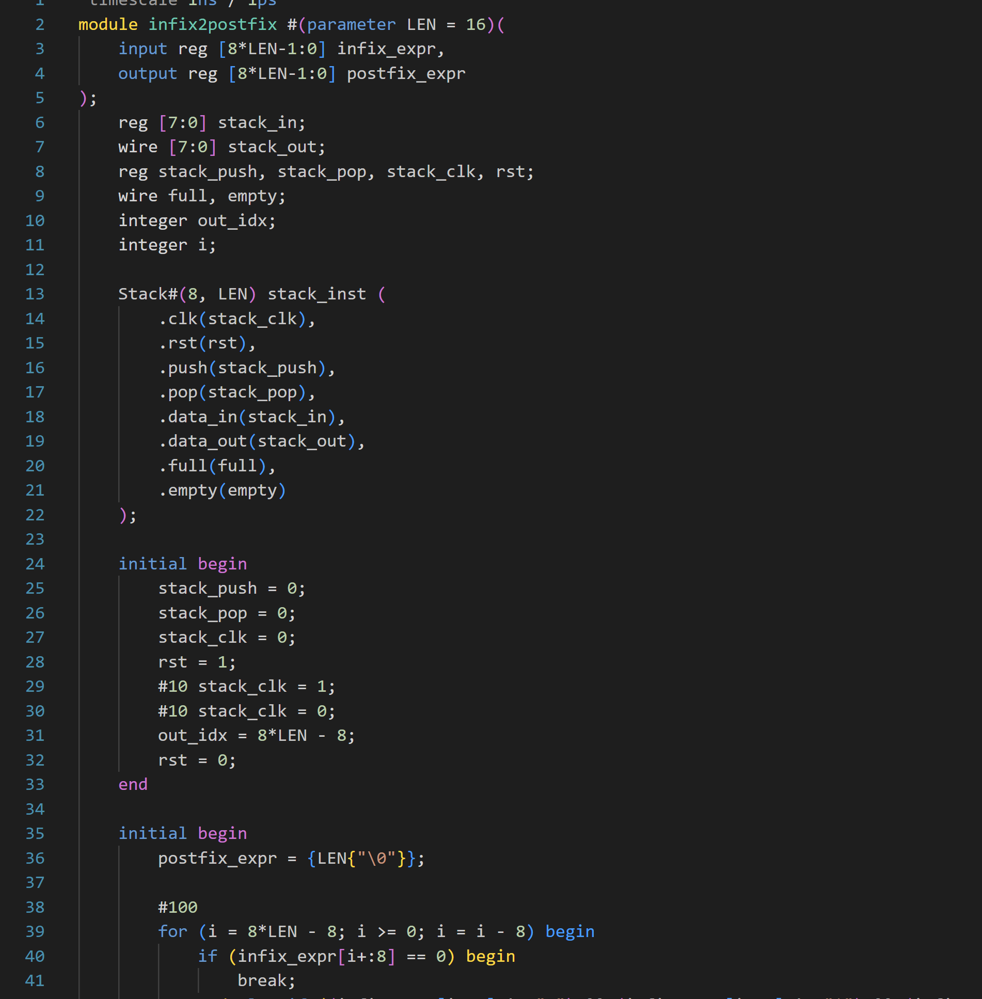 1 `timescale 1ns / 1ps
2 module infix2postfix #(parameter LEN = 16)(
3 input reg [8*LEN-1:0] infix_expr,
4 output reg [8*LEN-1:0] postfix_expr
5 );
6 reg [7:0] stack_in;
7 wire [7:0] stack_out;
8 reg stack_push, stack_pop, stack_clk, rst;
9 wire full, empty;
10 integer out_idx;
11 integer i;
12
13 Stack#(8, LEN) stack_inst (
14 .clk(stack_clk),
15 .rst(rst),
16 .push(stack_push),
17 .pop(stack_pop),
18 .data_in(stack_in),
19 .data_out(stack_out),
20 .full(full),
21 .empty(empty)
22 );
23
24 initial begin
25 stack_push = 0;
26 stack_pop = 0;
27 stack_clk = 0;
28 rst = 1;
29 #10 stack_clk = 1;
30 #10 stack_clk = 0;
31 out_idx = 8*LEN - 8;
32 rst = 0;
33 end
34
35 initial begin
36 postfix_expr = {LEN{"\0"}};
37
38 #100
39 for (i = 8*LEN - 8; i >= 0; i = i - 8) begin
40 if (infix_expr[i+:8] == 0) begin
41 break;